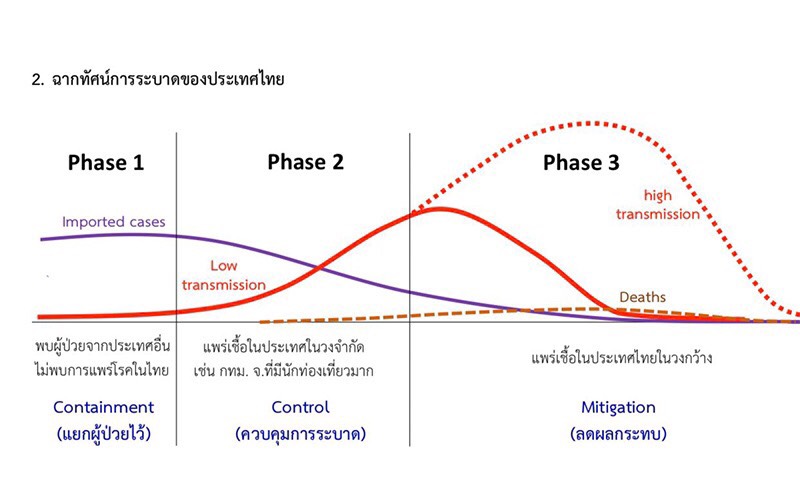 2. ฉากทัศน์การระบาดของประเทศไทย
Phase 1
Phase 2
Phase 3
Imported cases
Low
transmission
high
transmission
Deaths
พบผู้ป่วยจากประเทศอื่น
ไม่พบการแพร่โรคในไทย
แพร่เชื้อในประเทศในวงจำกัด
เช่น กทม. จ.ที่มีนักท่องเที่ยวมาก
แพร่เชื้อในประเทศไทยในวงกว้าง
Containment
(แยกผู้ป่วยไว้)
Control
(ควบคุมการระบาด)
Mitigation
(ลดผลกระทบ)